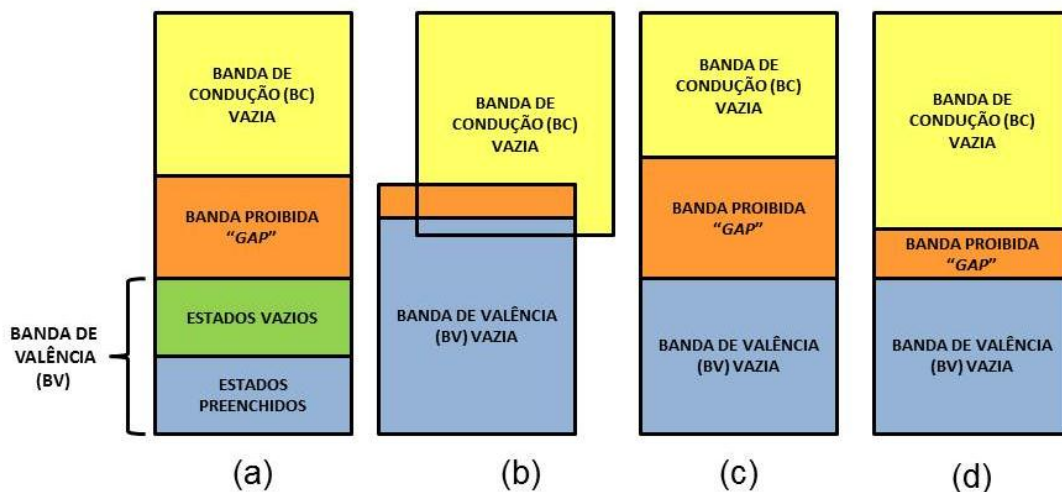 BANDA DE
CONDUÇÃO (BC)
VAZIA
BANDA PROIBIDA
“GAP”
ESTADOS VAZIOS
ESTADOS
PREENCHIDOS
BANDA DE
VALÊNCIA
(BV)
(a)
BANDA DE
CONDUÇÃO (BC)
VAZIA
BANDA DE VALÊNCIA
(BV) VAZIA
(b)
BANDA DE
CONDUÇÃO (BC)
VAZIA
BANDA PROIBIDA
“GAP”
BANDA DE VALÊNCIA
(BV) VAZIA
(c)
BANDA DE
CONDUÇÃO (BC)
VAZIA
BANDA PROIBIDA
“GAP”
BANDA DE VALÊNCIA
(BV) VAZIA
(d)